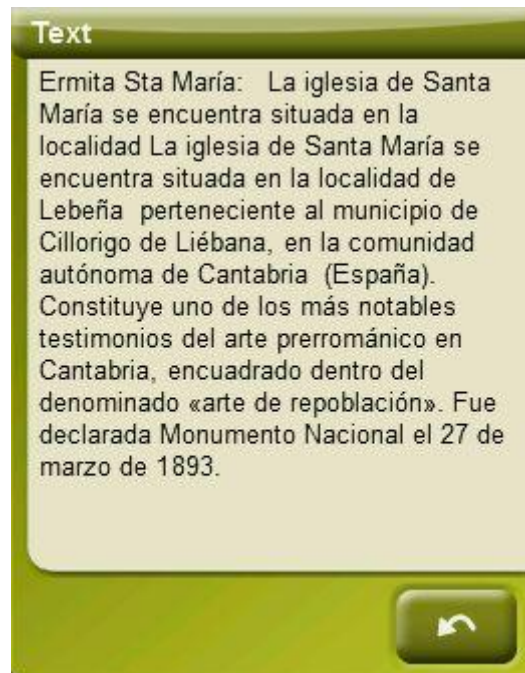 Text
Ermita Sta María:   La iglesia de Santa
María se encuentra situada en la
localidad La iglesia de Santa María se
encuentra situada en la localidad de
Lebeña  perteneciente al municipio de
Cillorigo de Liébana, en la comunidad
autónoma de Cantabria  (España).
Constituye uno de los más notables
testimonios del arte prerrománico en
Cantabria, encuadrado dentro del
denominado «arte de repoblación». Fue
declarada Monumento Nacional el 27 de
marzo de 1893.